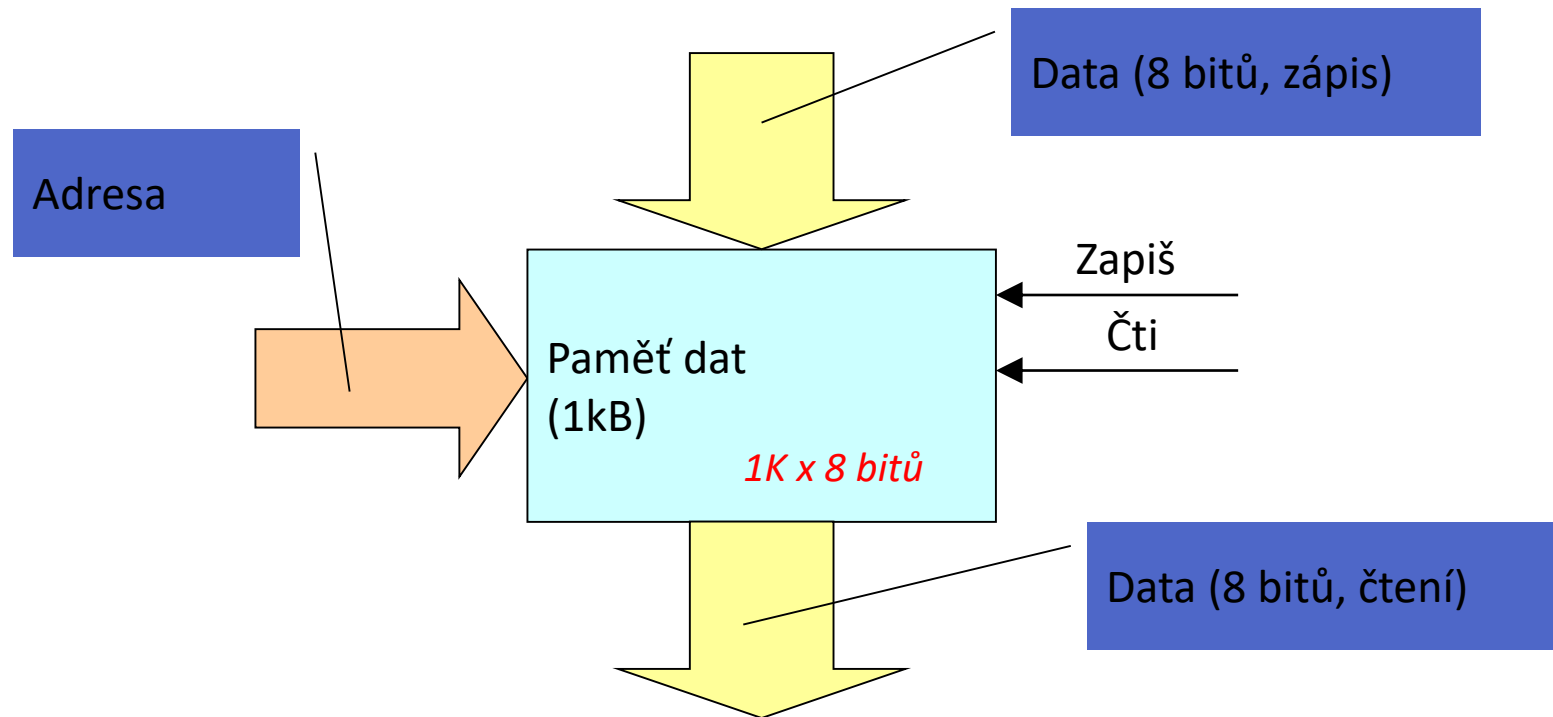 Data (8 bitů, zápis)
Adresa
Zapiš
Čti
Paměť dat
(1kB)
1K x 8 bitů
Data (8 bitů, čtení)